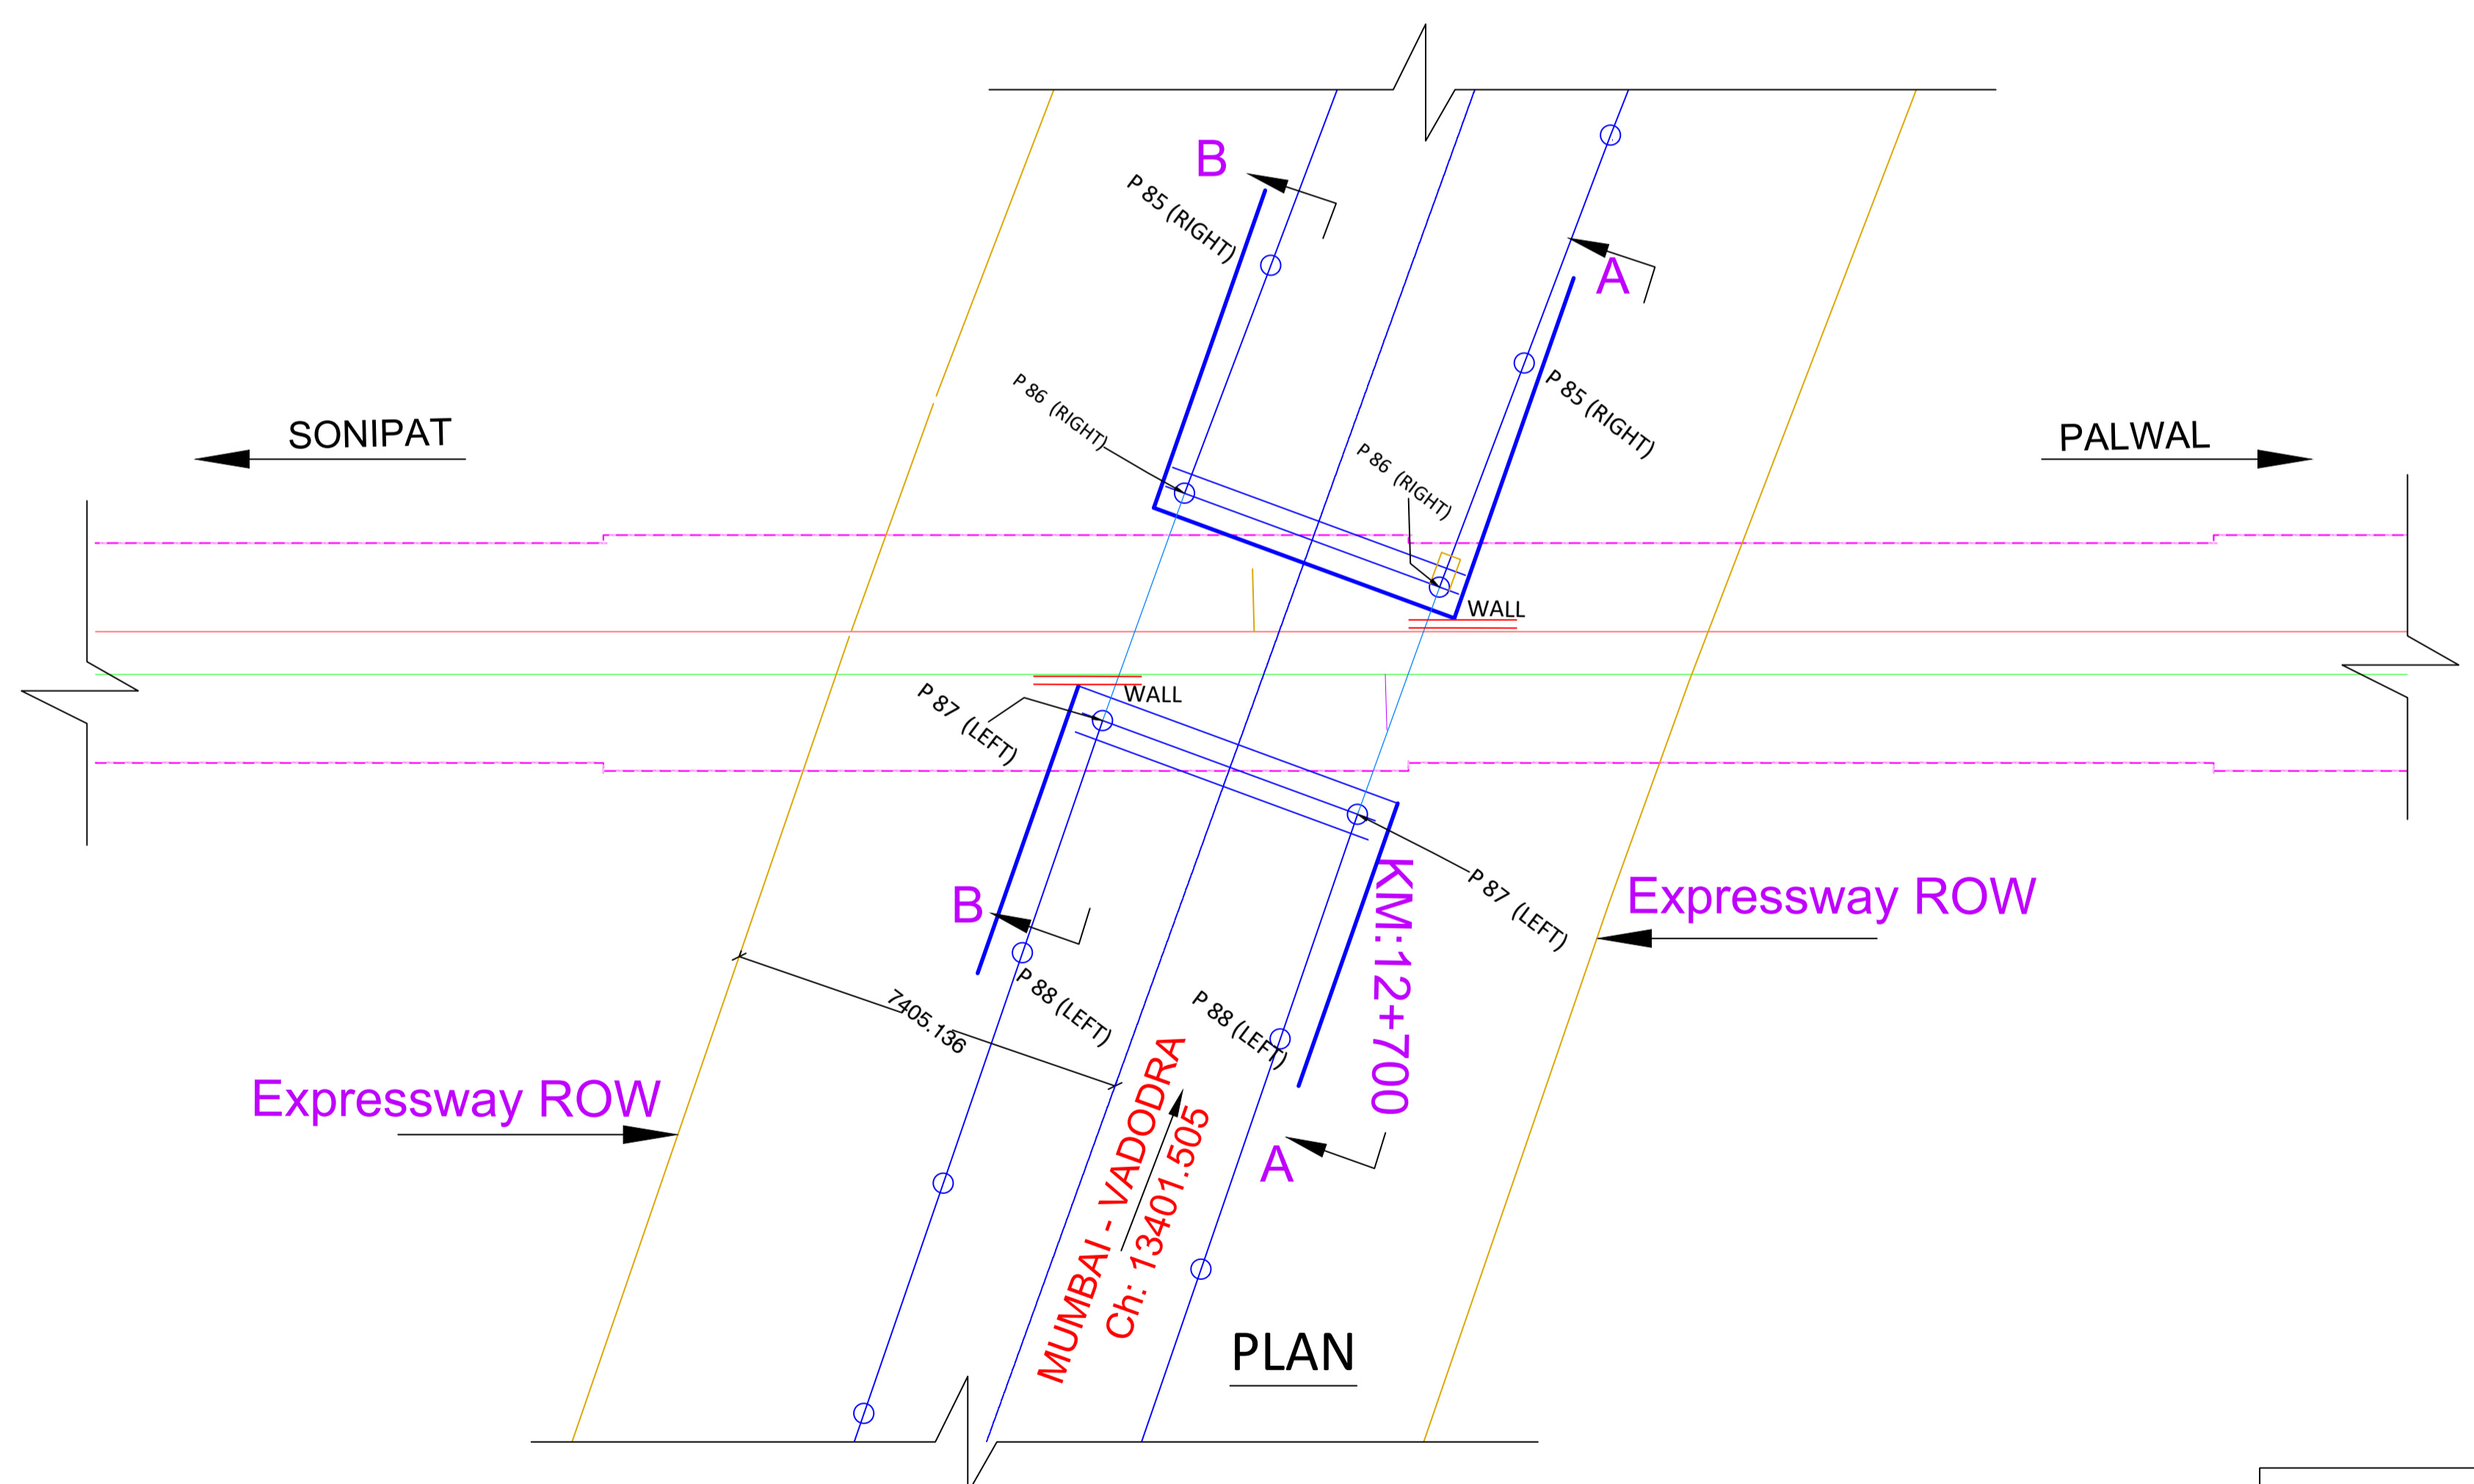 B
P 85 (RIGHT)
A
P 86 (RIGHT)
P 85 (RIGHT)
SONIPAT
PALWAL
P 86 (RIGHT)
WALL
WALL
P 87 (LEFT)
KM:12+700
P 87 (LEFT)
Expressway ROW
B
P 88 (LEFT)
P 88 (LEFT)
7405.136
Expressway ROW
MUMBAI - VADODRA
Ch: 13401.505
A
PLAN